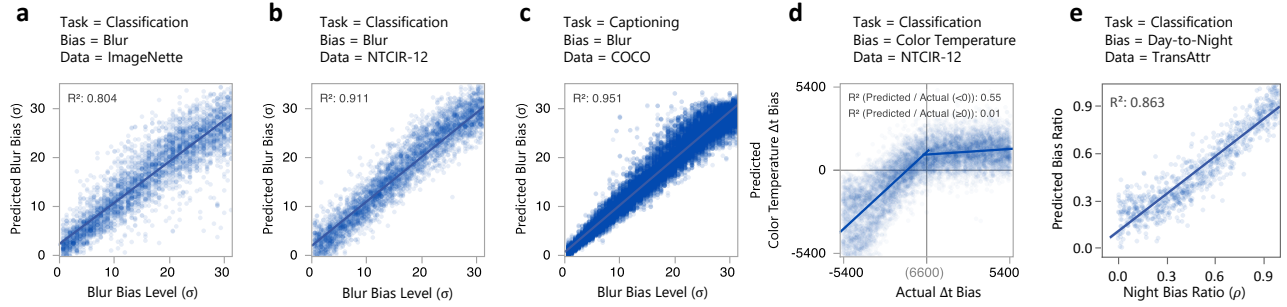 a
Task = Classification
Bias = Blur
Data = ImageNette
R²: 0.804
Predicted Blur Bias (σ)
30
20
10
0
0 10 20 30
Blur Bias Level (σ)
b
Task = Classification
Bias = Blur
Data = NTCIR-12
R²: 0.911
Predicted Blur Bias (σ)
30
20
10
0
0 10 20 30
Blur Bias Level (σ)
c
Task = Captioning
Bias = Blur
Data = COCO
R²: 0.951
Predicted Blur Bias (σ)
30
20
10
0
0 10 20 30
Blur Bias Level (σ)
d
Task = Classification
Bias = Color Temperature
Data = NTCIR-12
R² (Predicted / Actual (<0)): 0.55
R² (Predicted / Actual (≥0)): 0.01
Predicted
Color Temperature Δt Bias
5400
0
-5400
-5400 (6600) 5400
Actual Δt Bias
e
Task = Classification
Bias = Day-to-Night
Data = TransAttr
R²: 0.863
Predicted Bias Ratio
0.9
0.6
0.3
0.0
0.0 0.3 0.6 0.9
Night Bias Ratio (ρ)